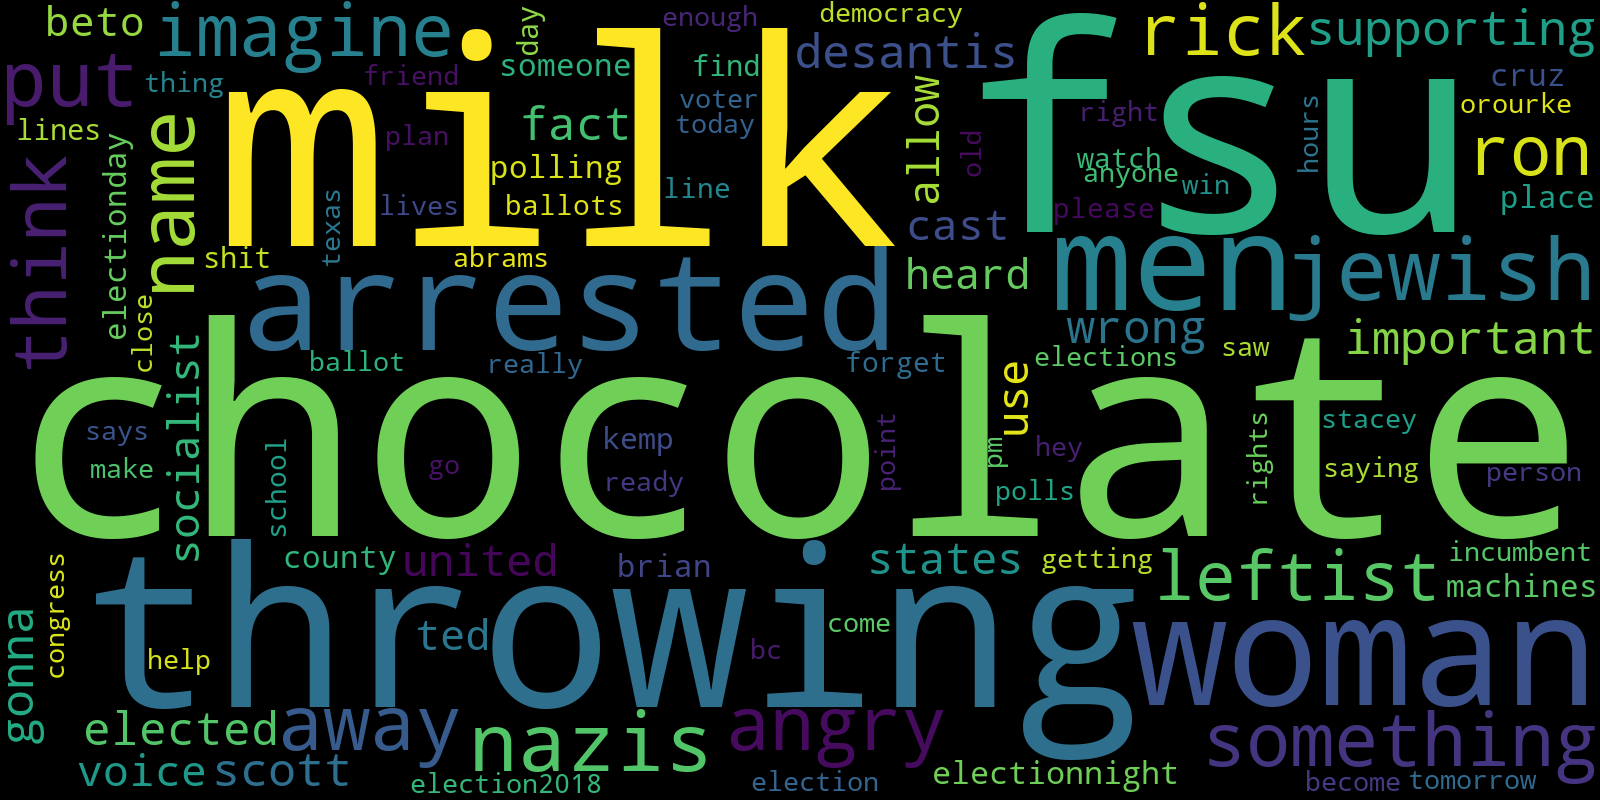 beto
imagine
today
enough
democracy
rick
supporting
put
thing
friend
someone
find
desantis
cruz
milk
fsu
voter
today
allow
right
hours
orourke
lines
name
plan
fact
old
watch
anyone
win
ron
think
electionday
polling
line
please
place
texas
lives
ballots
cast
men
jewish
shit
abrams
heard
wrong
important
close
arrested
socialist
ballot
really
forget
use
elections
saw
chocolate
says
make
school
go
kemp
ready
point
pm
hey
polls
rights
stacey
saying
person
throwing
county
united
brian
states
getting
leftist
incumbent
machines
congress
gonna
help
ted
bc
come
woman
elected
away
nazis
angry
something
voice
scott
election2018
election
electionnight
become
tomorrow